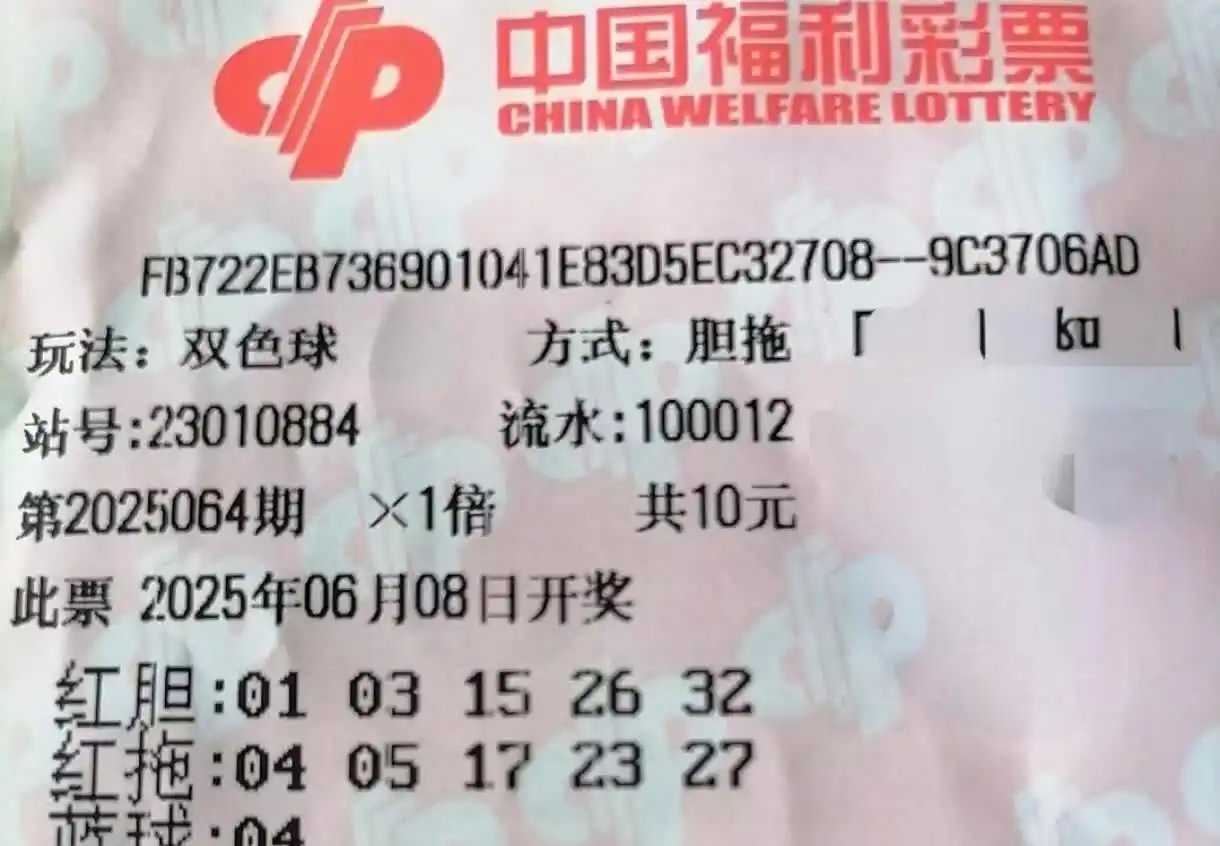 中国福利彩票
CHINA WELFARE LOTTERY
FB722EB736901041E83D5EC32708--9C3706AD
玩法：双色球 方式：胆拖
站号:23010884 流水:100012
第2025064期 ×1倍 共10元
此票 2025年06月08日开奖
红胆:01 03 15 26 32
红拖:04 05 17 23 27
蓝球:04